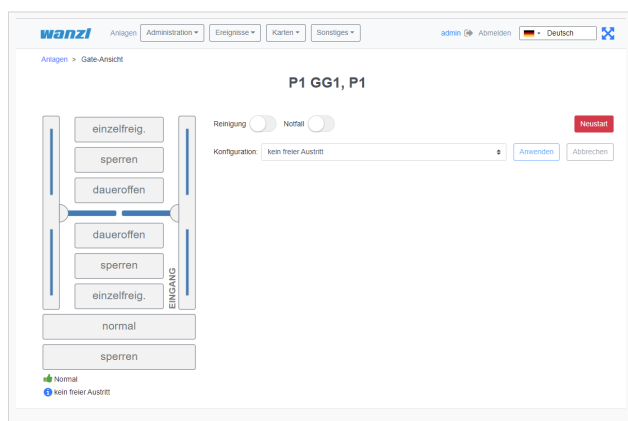 wanzl Anlagen Administration Ereignisse Karten Sonstiges admin Abmelden Deutsch
Anlagen > Gate-Ansicht
P1 GG1, P1
einzelfreig.
sperren
daueroffen
daueroffen
sperren
einzelfreig.
EINGANG
normal
sperren
Normal
kein freier Austritt
Reinigung Notfall Neustart
Konfiguration: kein freier Austritt Anwenden Abbrechen